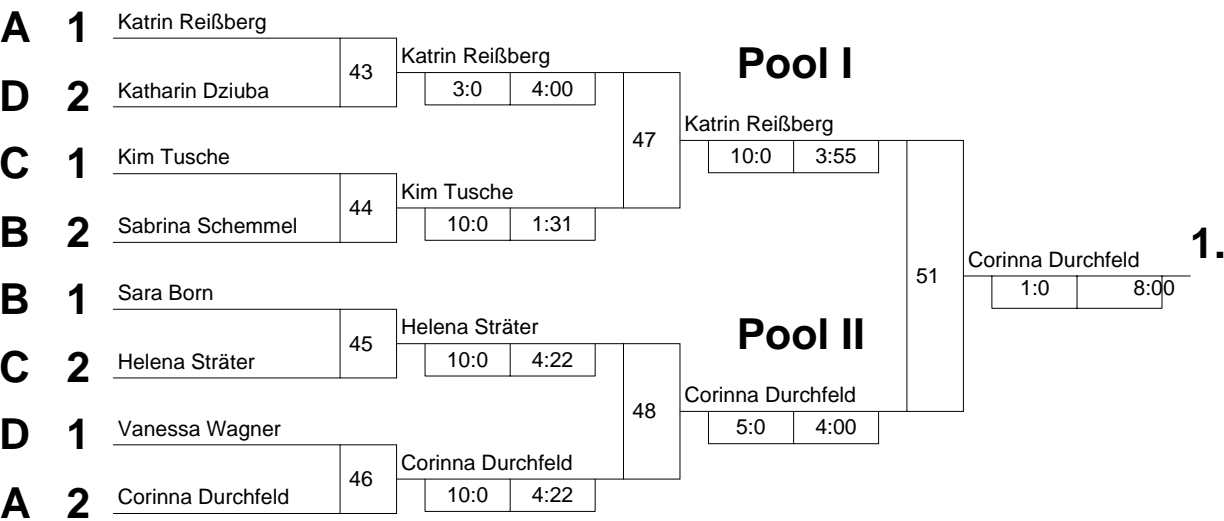 A 1 Katrin Reißberg
43 Katrin Reißberg
3:0 4:00
D 2 Katharin Dziuba
Pool I
47 Katrin Reißberg
10:0 3:55
C 1 Kim Tusche
44 Kim Tusche
10:0 1:31
B 2 Sabrina Schemmel
51 Corinna Durchfeld 1.
1:0 8:00
B 1 Sara Born
45 Helena Sträter
10:0 4:22
C 2 Helena Sträter
Pool II
48 Corinna Durchfeld
5:0 4:00
D 1 Vanessa Wagner
46 Corinna Durchfeld
10:0 4:22
A 2 Corinna Durchfeld